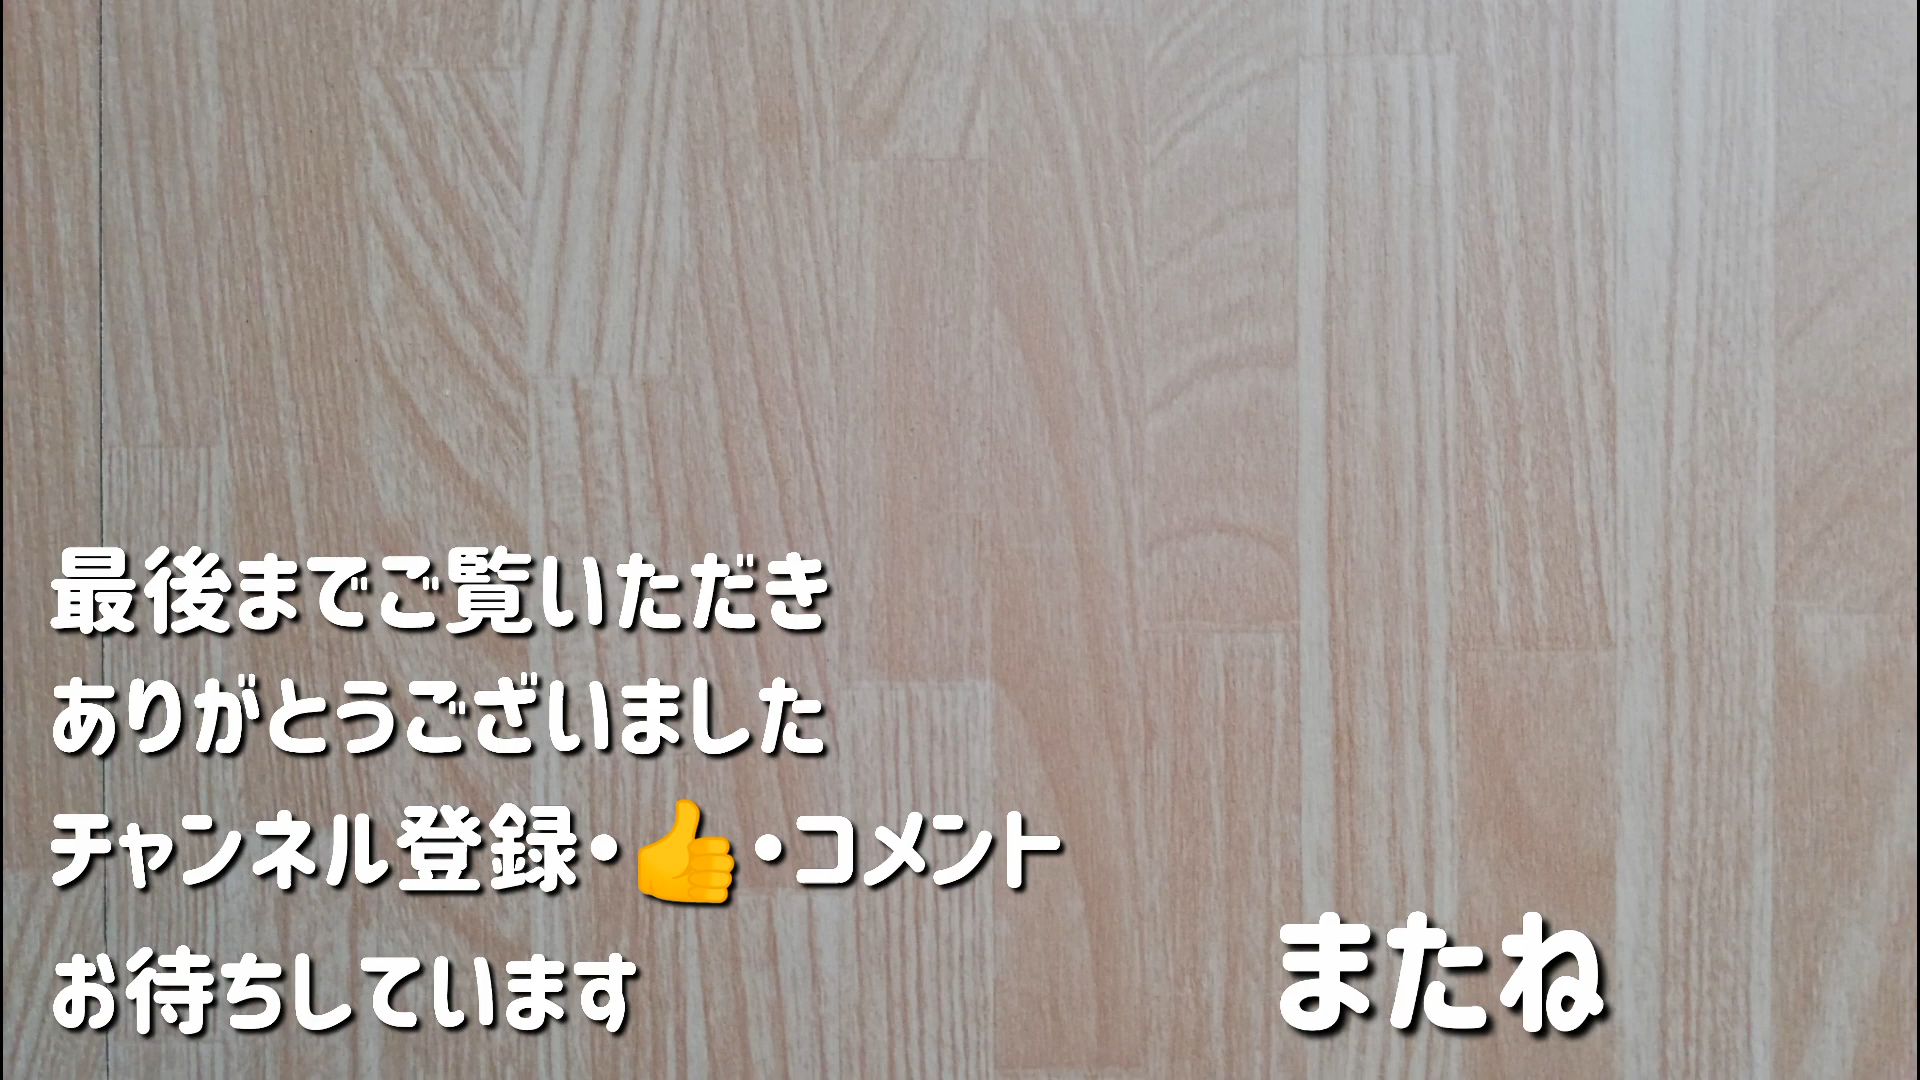 最後までご覧いただき
ありがとうございました
チャンネル登録・👍・コメント
お待ちしています
またね